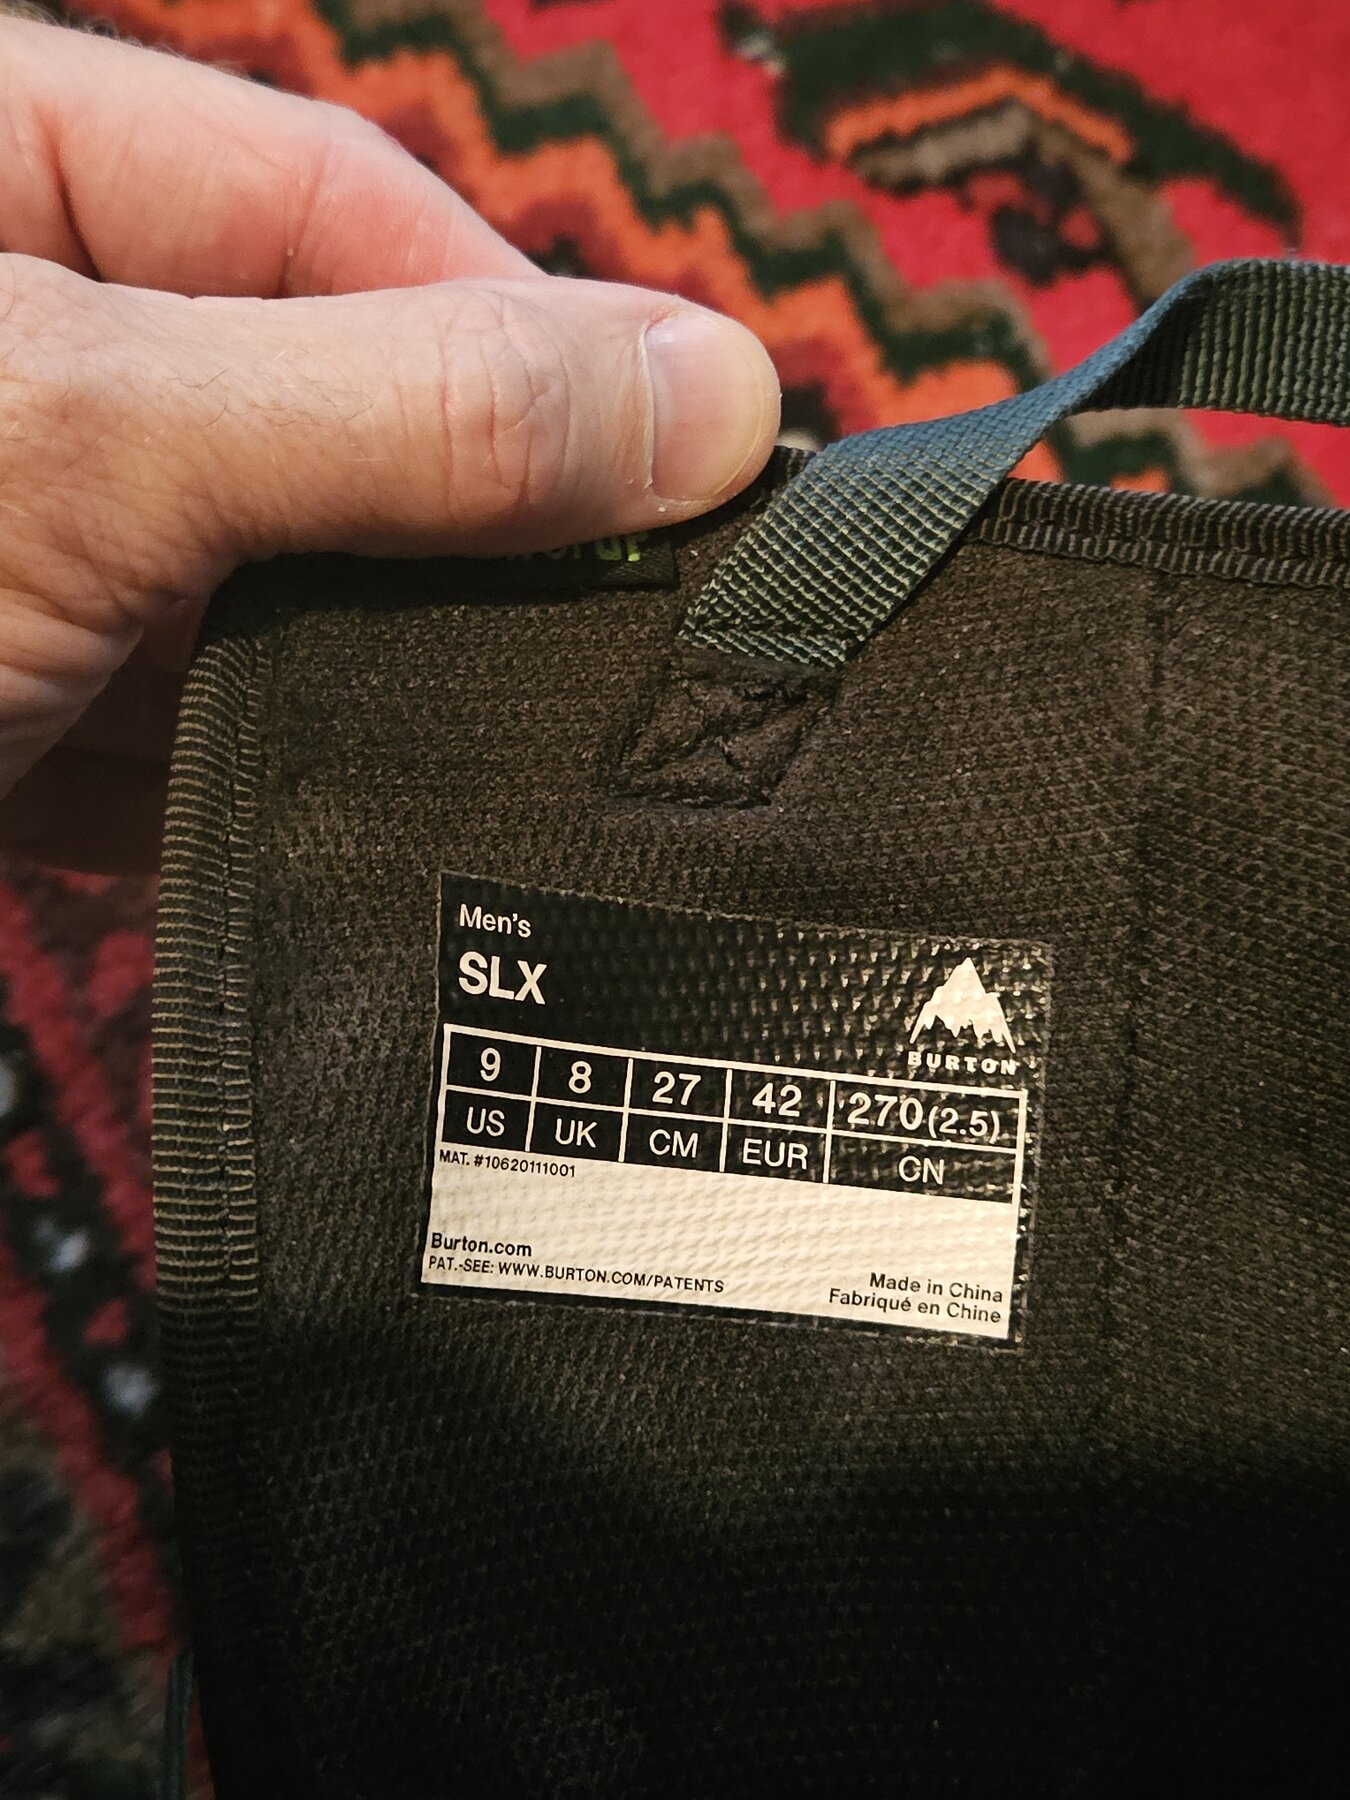 Men's
SLX
BURTON
9 8 27 42 270(2.5)
US UK CM EUR CN
MAT. #10620111001
Burton.com
PAT.-SEE: WWW.BURTON.COM/PATENTS
Made in China
Fabriqué en Chine